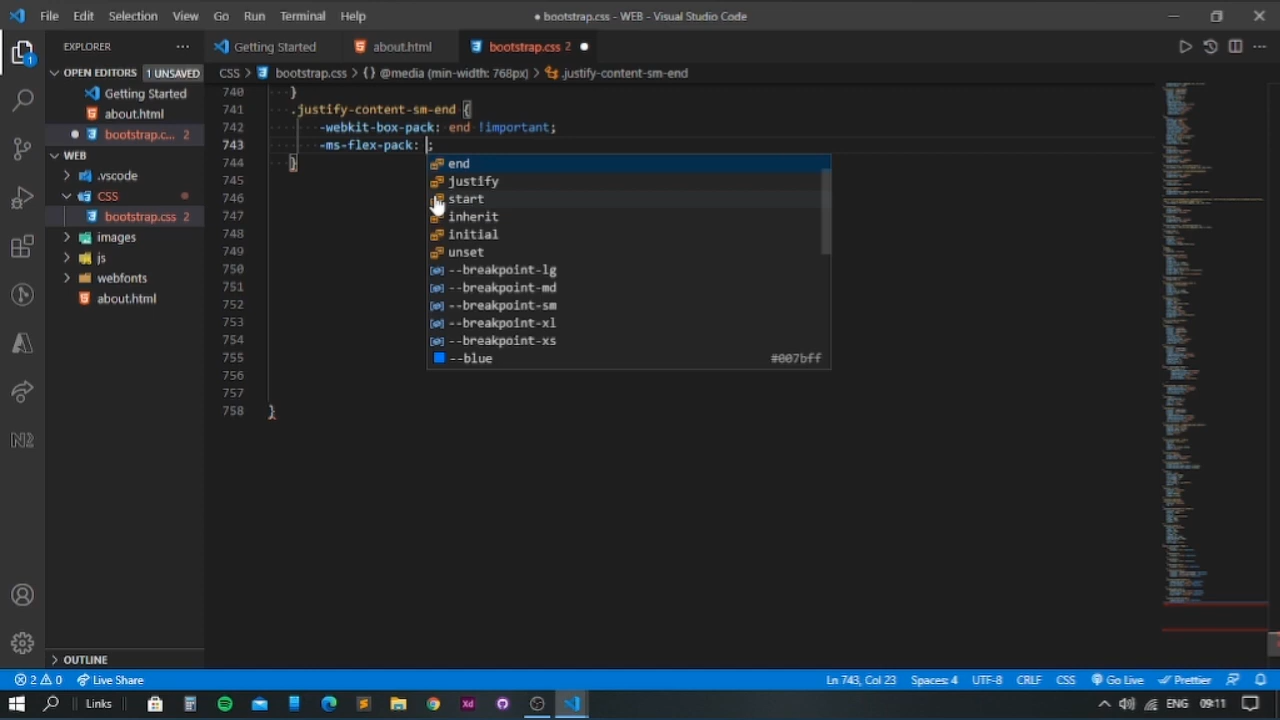 File Edit Selection View Go Run Terminal Help
● bootstrap.css - WEB - Visual Studio Code
EXPLORER
Getting Started
about.html
bootstrap.css 2
OPEN EDITORS 1 UNSAVED
Getting Started
about.html
bootstrap.c... 2
WEB
.vscode
CSS
bootstrap.css 2
images
js
webfonts
about.html
OUTLINE
1
N2
CSS > bootstrap.css > {} @media (min-width: 768px) > .justify-content-sm-end
740 }
741 .justify-content-sm-end {
742 -webkit-box-pack: end !important;
743 -ms-flex-pack: ;
744 }
745
746
747
748
749
750
751
752
753
754
755
756
757
758 }
end
justify
start
inherit
initial
unset
--breakpoint-lg
--breakpoint-md
--breakpoint-sm
--breakpoint-xl
--breakpoint-xs
--blue #007bff
2 0 Live Share
Ln 743, Col 23 Spaces: 4 UTF-8 CRLF CSS Go Live Prettier
Links
Xd
ENG 09:11